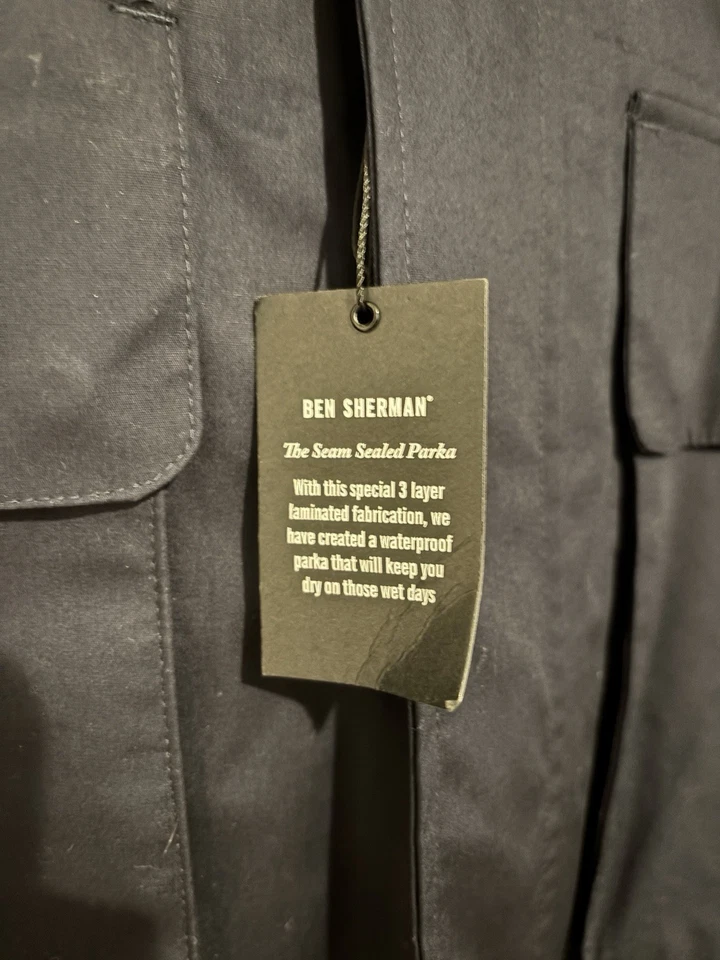 BEN SHERMAN®
The Seam Sealed Parka
With this special 3 layer
laminated fabrication, we
have created a waterproof
parka that will keep you
dry on those wet days